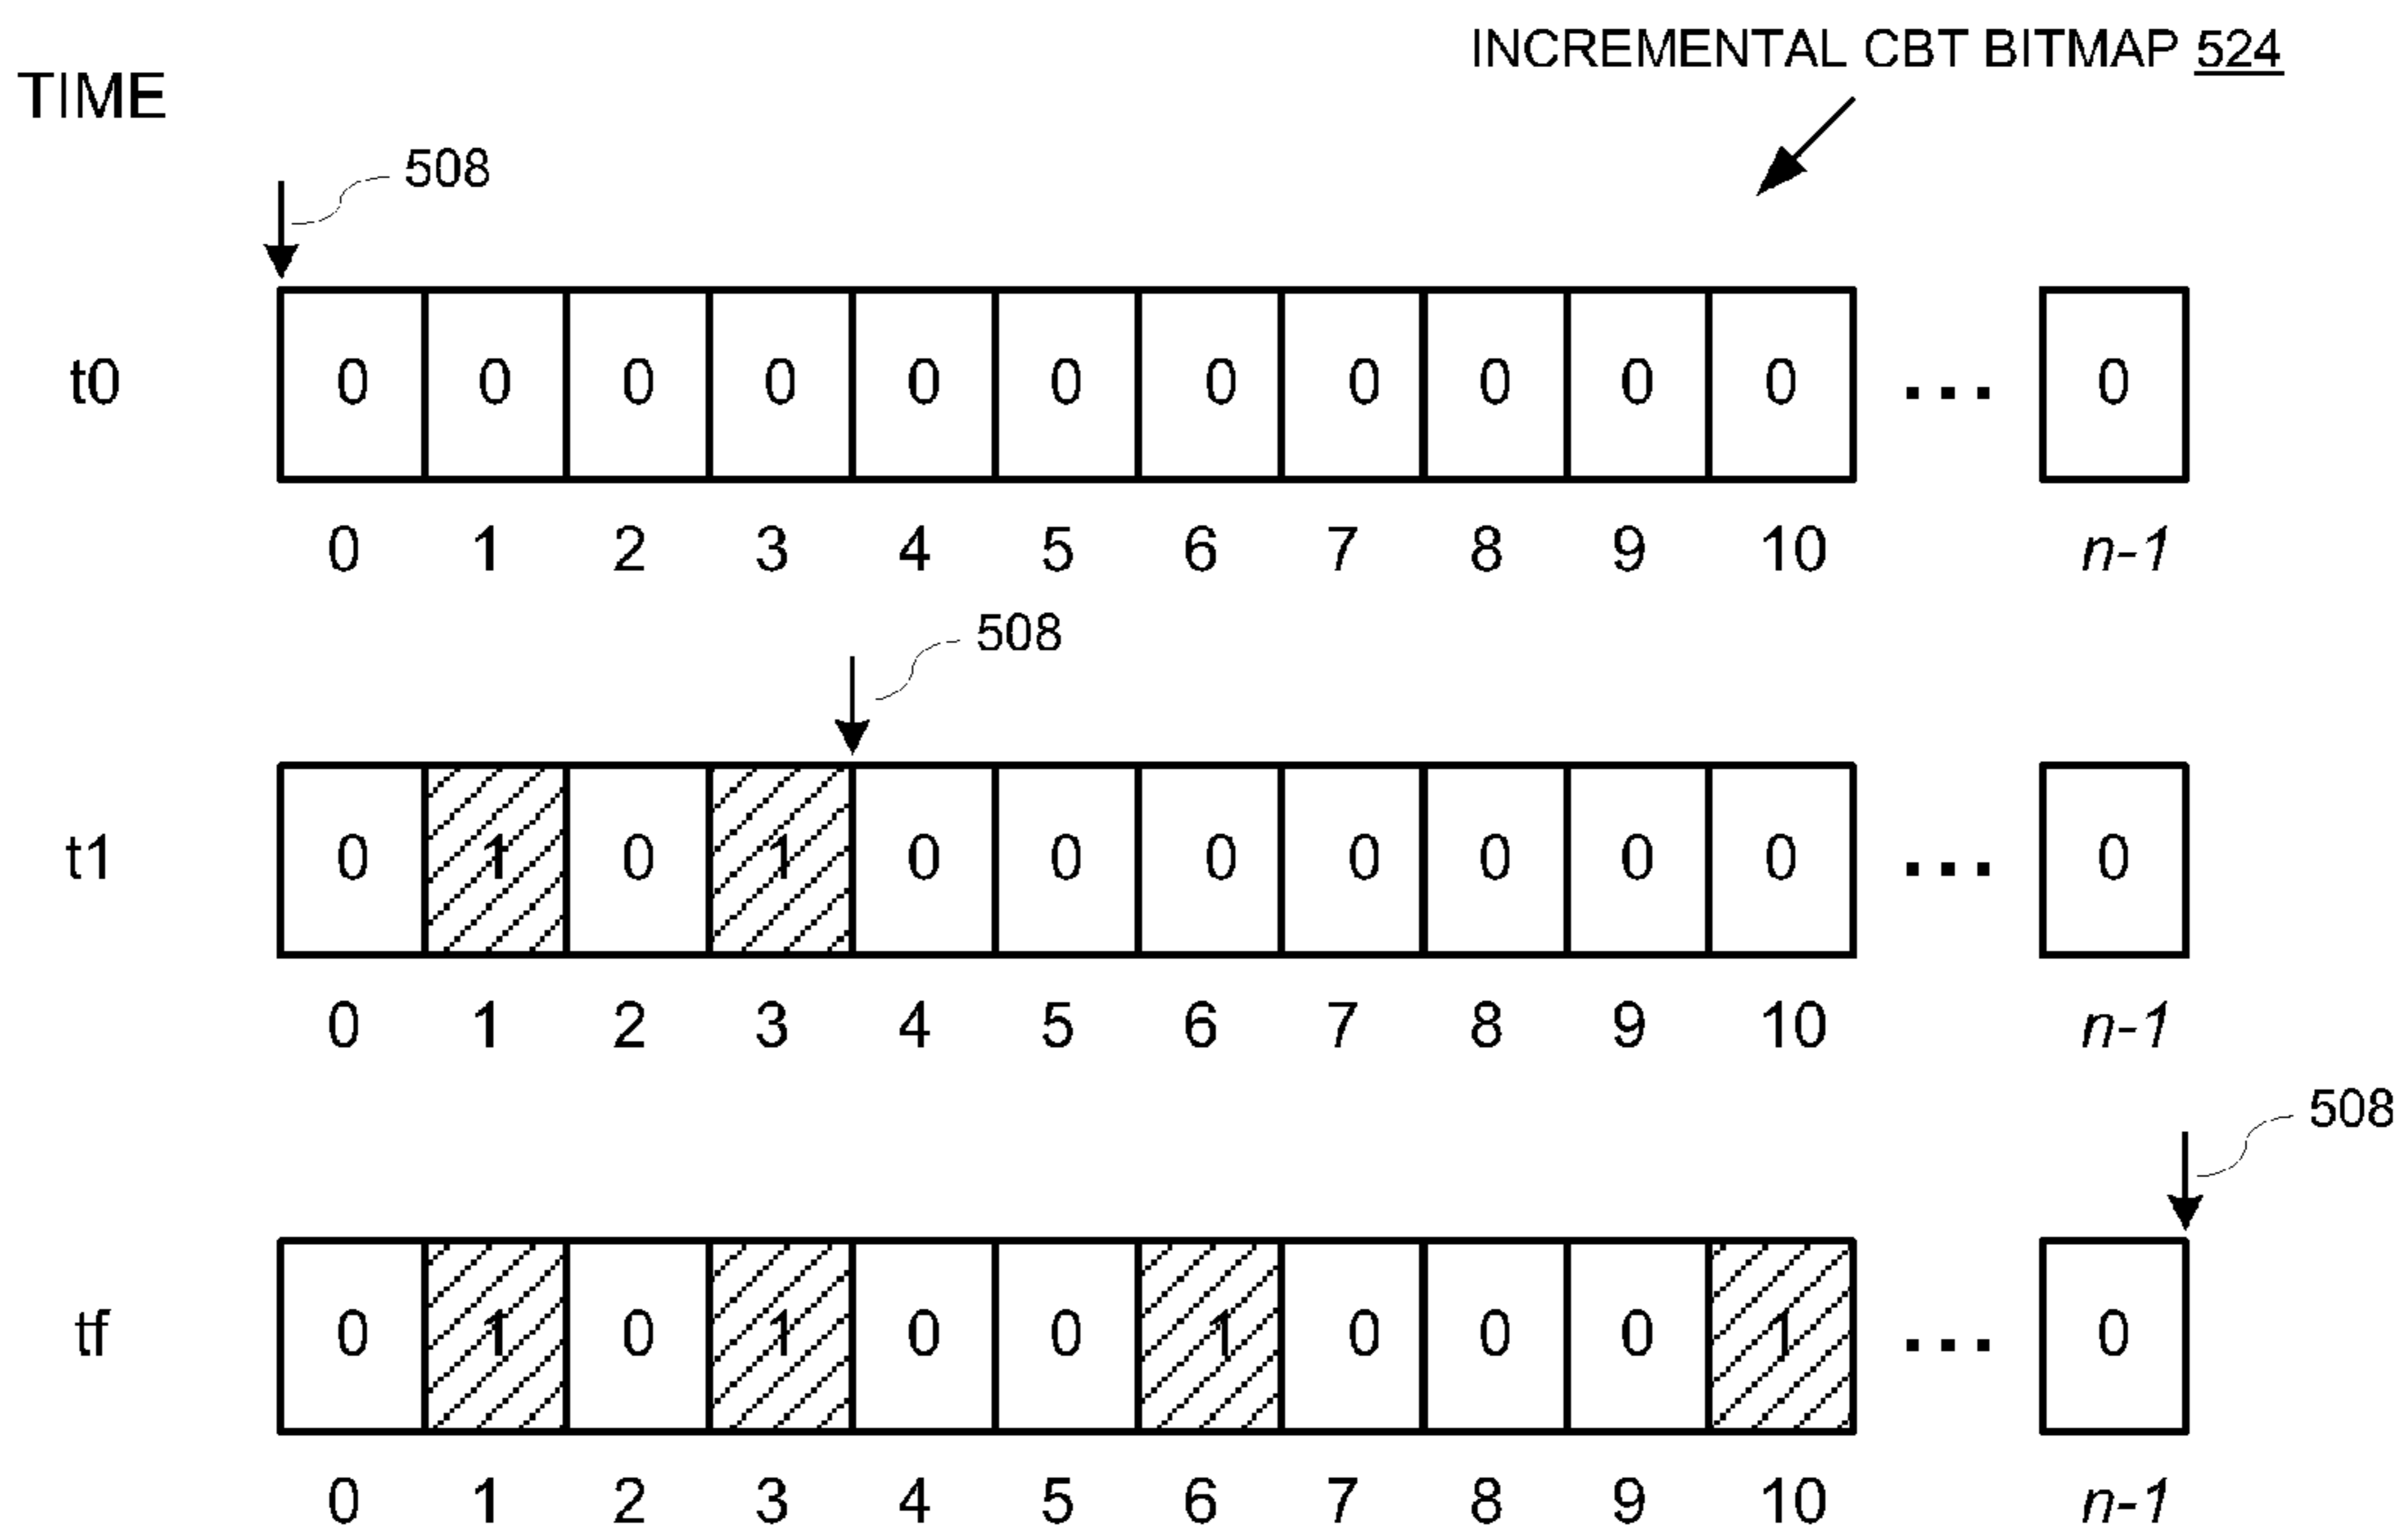 INCREMENTAL CBT BITMAP 524
TIME
508
t0 0 0 0 0 0 0 0 0 0 0 0 ... 0
0 1 2 3 4 5 6 7 8 9 10 n-1
508
t1 0 1 0 1 0 0 0 0 0 0 0 ... 0
0 1 2 3 4 5 6 7 8 9 10 n-1
508
tf 0 1 0 1 0 0 1 0 0 0 1 ... 0
0 1 2 3 4 5 6 7 8 9 10 n-1